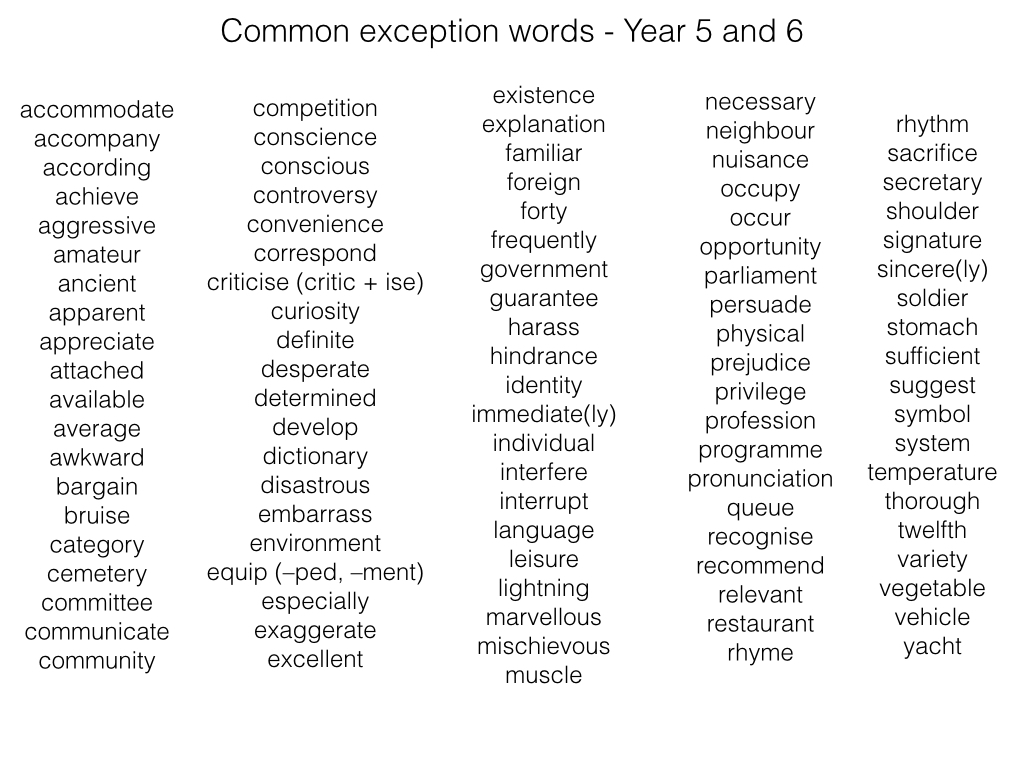 Common exception words - Year 5 and 6
accommodate
accompany
according
achieve
aggressive
amateur
ancient
apparent
appreciate
attached
available
average
awkward
bargain
bruise
category
cemetery
committee
communicate
community
competition
conscience
conscious
controversy
convenience
correspond
criticise (critic + ise)
curiosity
definite
desperate
determined
develop
dictionary
disastrous
embarrass
environment
equip (–ped, –ment)
especially
exaggerate
excellent
existence
explanation
familiar
foreign
forty
frequently
government
guarantee
harass
hindrance
identity
immediate(ly)
individual
interfere
interrupt
language
leisure
lightning
marvellous
mischievous
muscle
necessary
neighbour
nuisance
occupy
occur
opportunity
parliament
persuade
physical
prejudice
privilege
profession
programme
pronunciation
queue
recognise
recommend
relevant
restaurant
rhyme
rhythm
sacrifice
secretary
shoulder
signature
sincere(ly)
soldier
stomach
sufficient
suggest
symbol
system
temperature
thorough
twelfth
variety
vegetable
vehicle
yacht